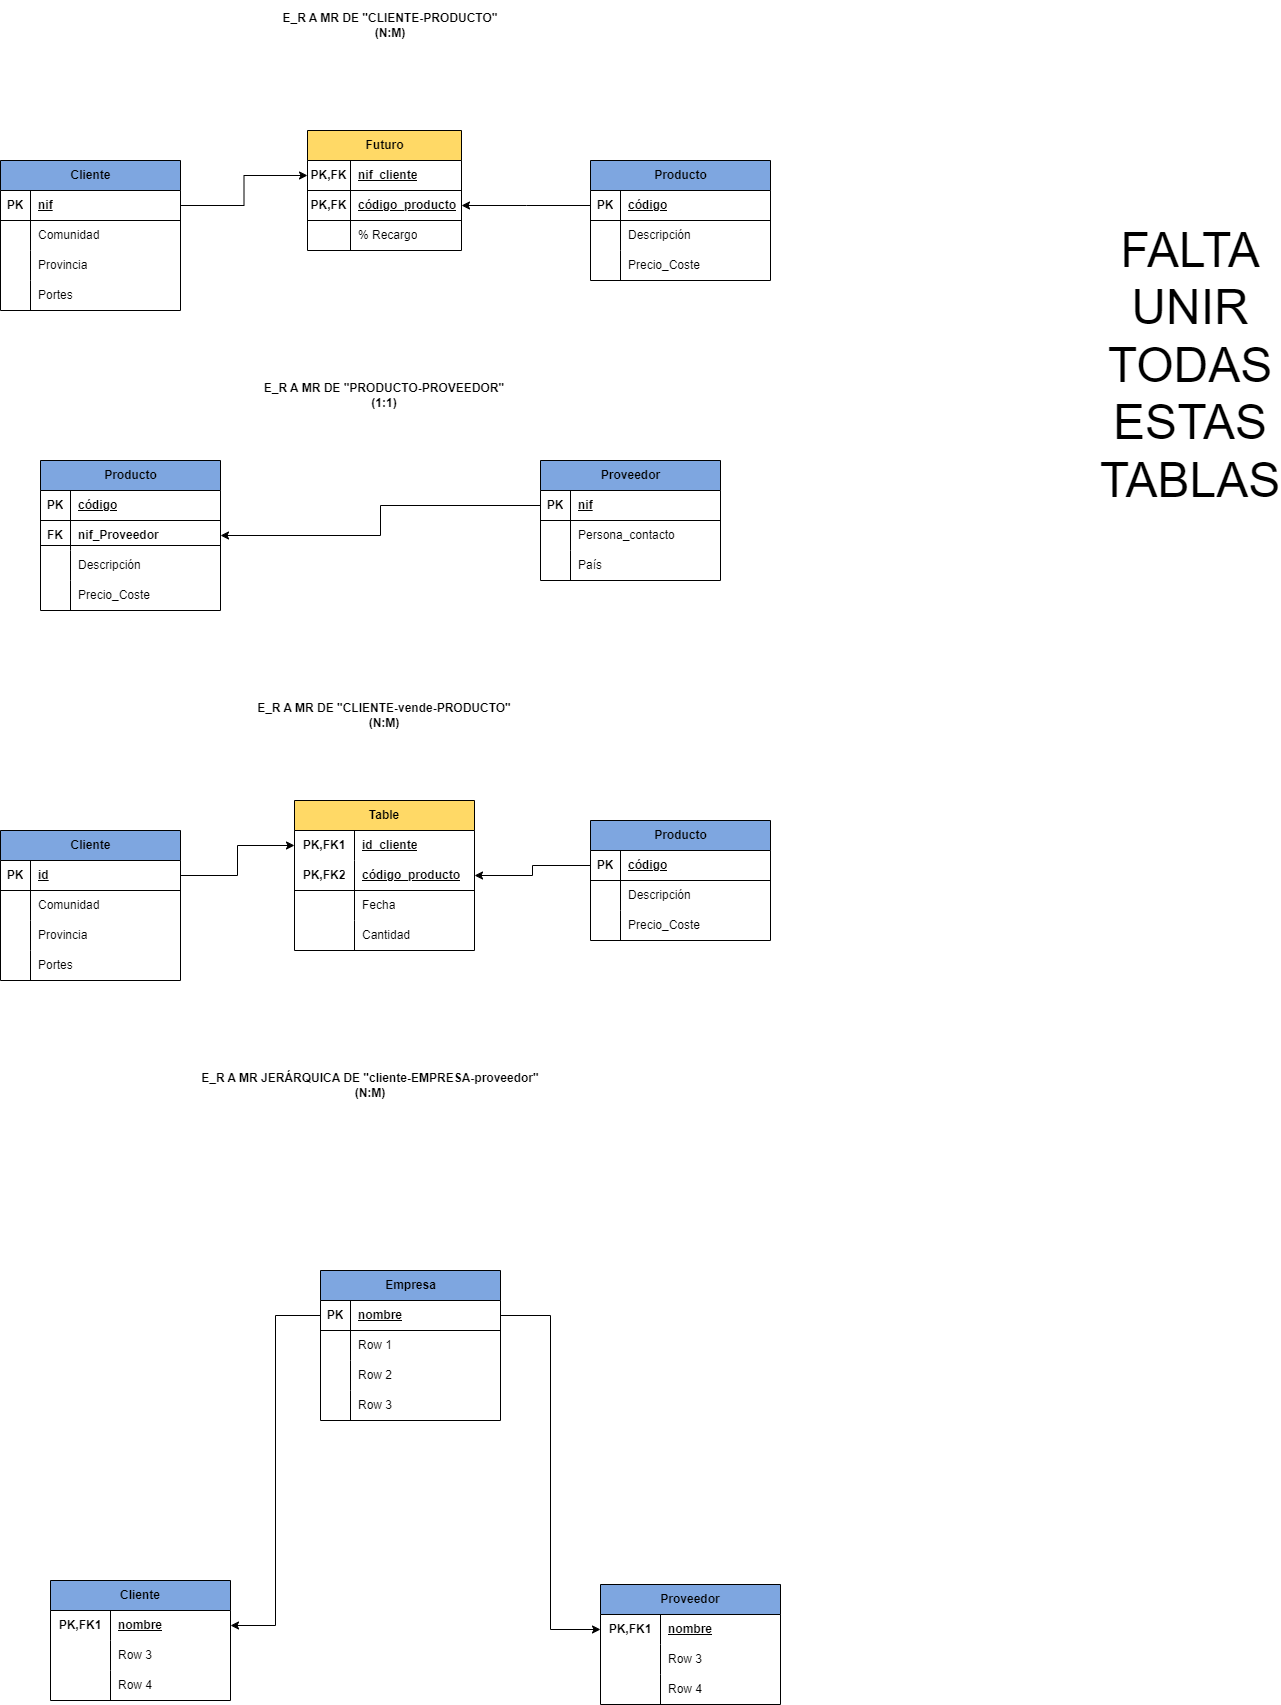 E_R A MR DE "CLIENTE-PRODUCTO"
(N:M)
Futuro
PK,FK nif_cliente
PK,FK código_producto
% Recargo
Cliente
PK nif
Comunidad
Provincia
Portes
Producto
PK código
Descripción
Precio_Coste
FALTA
UNIR
TODAS
ESTAS
TABLAS
E_R A MR DE "PRODUCTO-PROVEEDOR"
(1:1)
Producto
PK código
FK nif_Proveedor
Descripción
Precio_Coste
Proveedor
PK nif
Persona_contacto
País
E_R A MR DE "CLIENTE-vende-PRODUCTO"
(N:M)
Cliente
PK id
Comunidad
Provincia
Portes
Table
PK,FK1 id_cliente
PK,FK2 código_producto
Fecha
Cantidad
Producto
PK código
Descripción
Precio_Coste
E_R A MR JERÁRQUICA DE "cliente-EMPRESA-proveedor"
(N:M)
Empresa
PK nombre
Row 1
Row 2
Row 3
Cliente
PK,FK1 nombre
Row 3
Row 4
Proveedor
PK,FK1 nombre
Row 3
Row 4